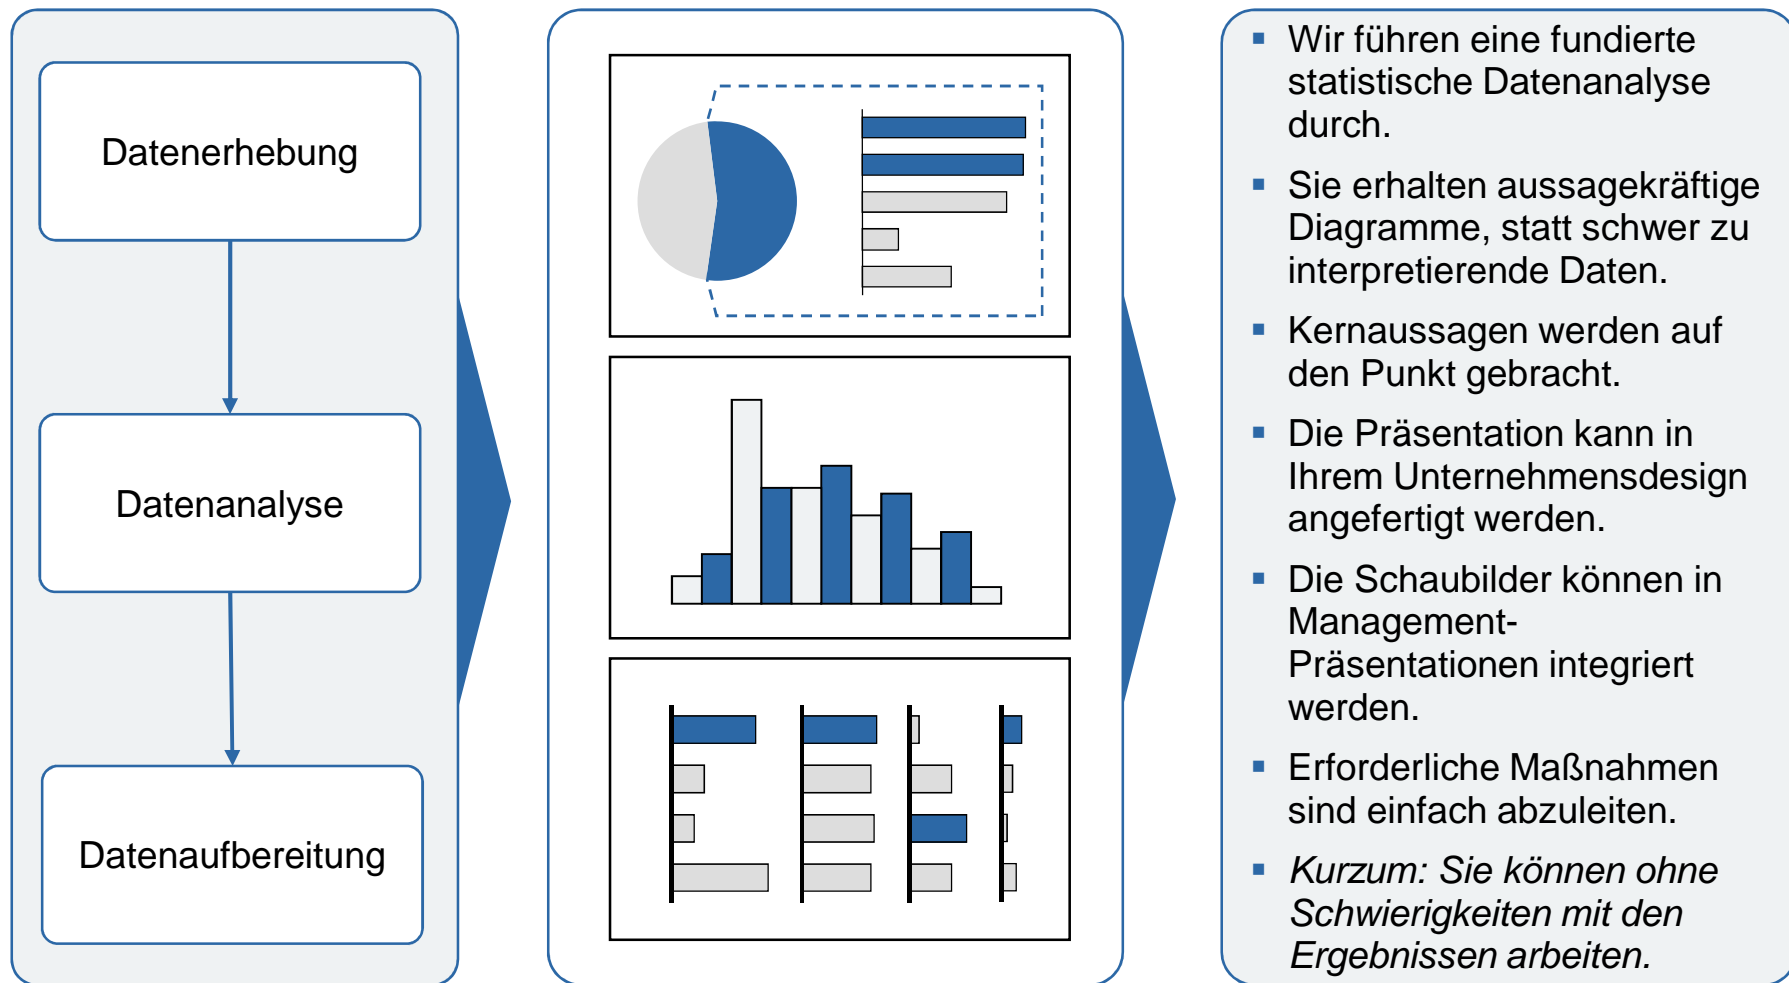 Datenerhebung
Datenanalyse
Datenaufbereitung
▪ Wir führen eine fundierte
statistische Datenanalyse
durch.
▪ Sie erhalten aussagekräftige
Diagramme, statt schwer zu
interpretierende Daten.
▪ Kernaussagen werden auf
den Punkt gebracht.
▪ Die Präsentation kann in
Ihrem Unternehmensdesign
angefertigt werden.
▪ Die Schaubilder können in
Management-
Präsentationen integriert
werden.
▪ Erforderliche Maßnahmen
sind einfach abzuleiten.
▪ Kurzum: Sie können ohne
Schwierigkeiten mit den
Ergebnissen arbeiten.